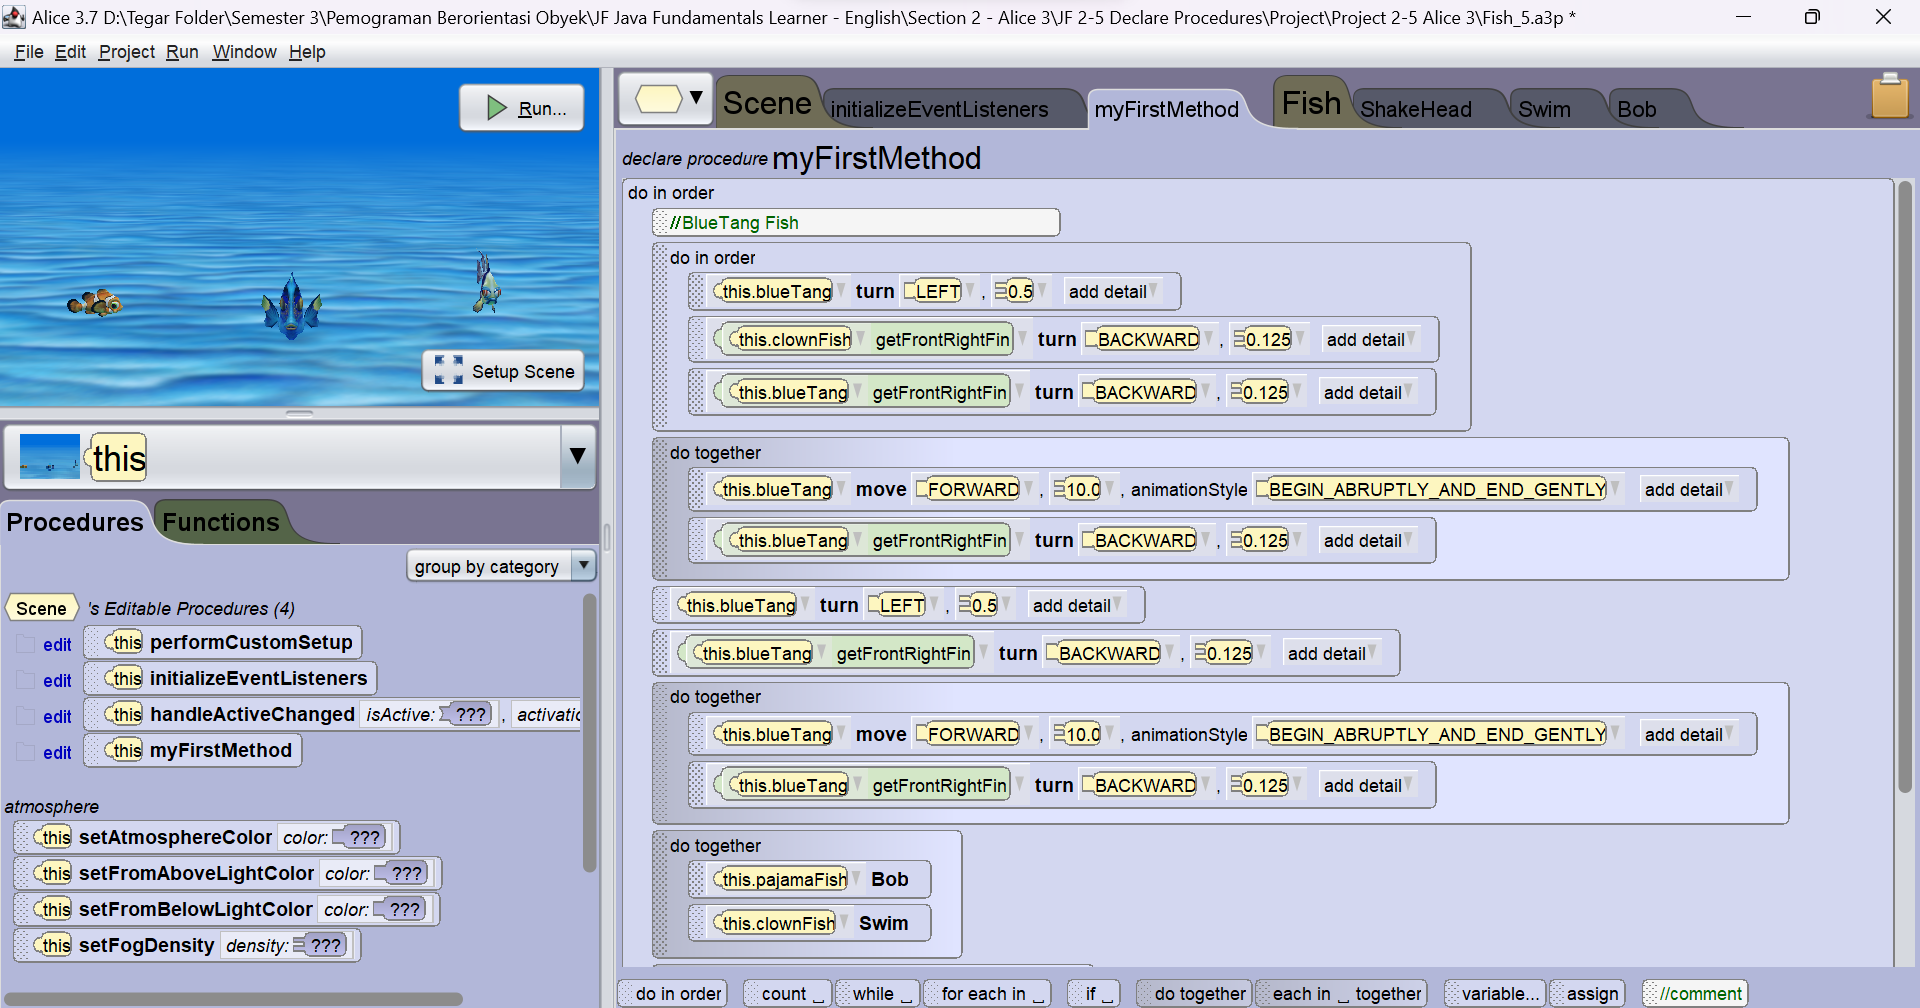 Alice 3.7 D:\Tegar Folder\Semester 3\Pemograman Berorientasi Obyek\JF Java Fundamentals Learner - English\Section 2 - Alice 3\JF 2-5 Declare Procedures\Project\Project 2-5 Alice 3\Fish_5.a3p *
File Edit Project Run Window Help
Run...
Setup Scene
this
Procedures Functions
group by category
Scene 's Editable Procedures (4)
edit this performCustomSetup
edit this initializeEventListeners
edit this handleActiveChanged isActive: ??? ,
edit this myFirstMethod
atmosphere
this setAtmosphereColor color: ???
this setFromAboveLightColor color: ???
this setFromBelowLightColor color: ???
this setFogDensity density: ???
Scene initializeEventListeners myFirstMethod Fish ShakeHead Swim Bob
declare procedure myFirstMethod
do in order
//BlueTang Fish
do in order
this.blueTang turn LEFT , 0.5 add detail
this.clownFish getFrontRightFin turn BACKWARD , 0.125 add detail
this.blueTang getFrontRightFin turn BACKWARD , 0.125 add detail
do together
this.blueTang move FORWARD , 10.0 , animationStyle BEGIN_ABRUPTLY_AND_END_GENTLY add detail
this.blueTang getFrontRightFin turn BACKWARD , 0.125 add detail
this.blueTang turn LEFT , 0.5 add detail
this.blueTang getFrontRightFin turn BACKWARD , 0.125 add detail
do together
this.blueTang move FORWARD , 10.0 , animationStyle BEGIN_ABRUPTLY_AND_END_GENTLY add detail
this.blueTang getFrontRightFin turn BACKWARD , 0.125 add detail
do together
this.pajamaFish Bob
this.clownFish Swim
do in order count _ while _ for each in _ if _ do together each in _ together variable... assign //comment